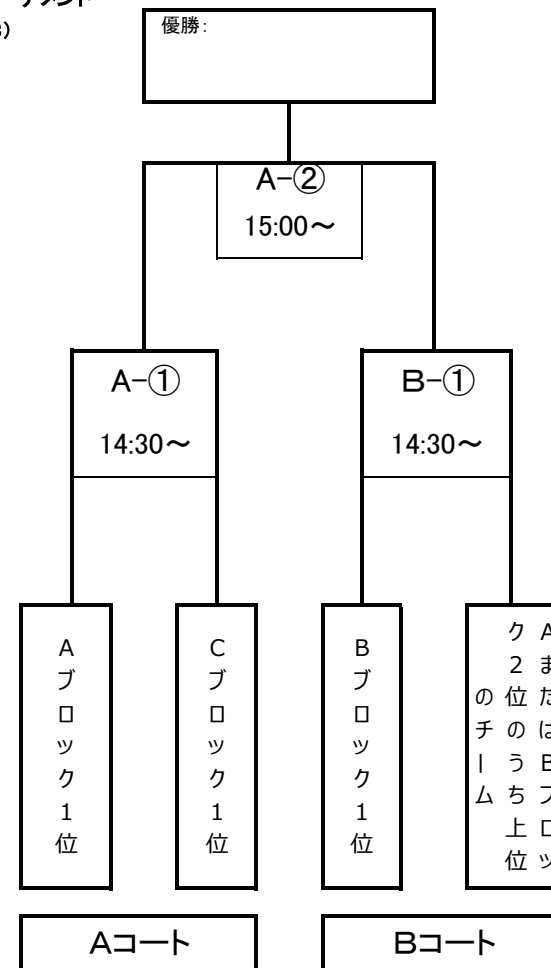 優勝:
A-②
15:00～
A-①
14:30～
B-①
14:30～
Aブロック1位
Cブロック1位
Bブロック1位
AまたはBブロッ
ク2位のうち上位
のチーム
Aコート
Bコート